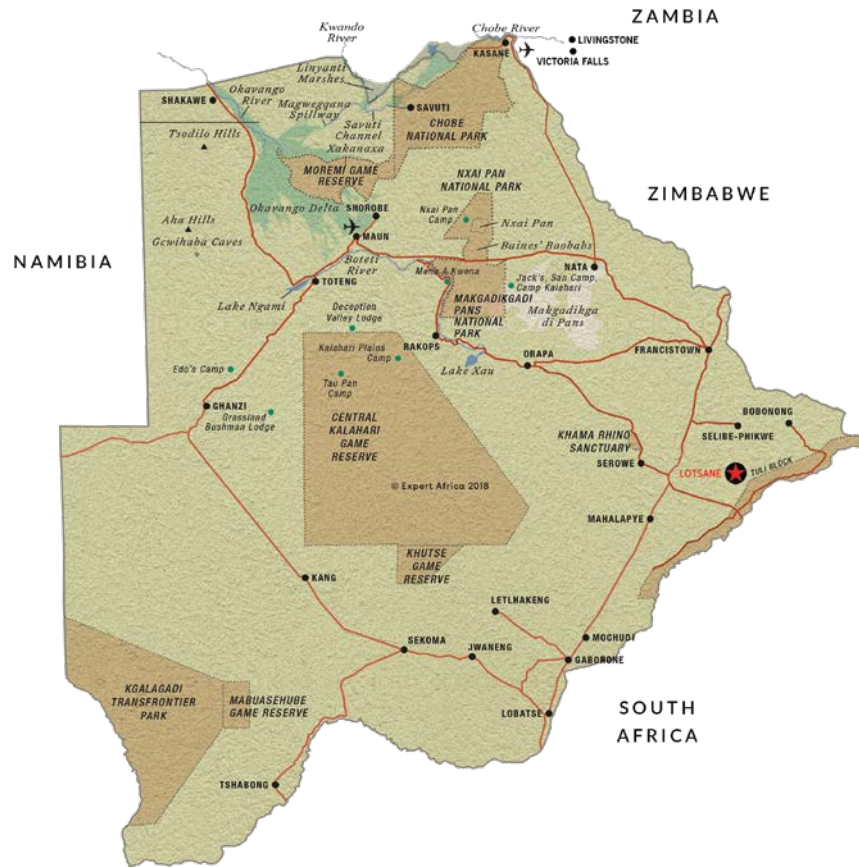 ZAMBIA
Kwando
River
Chobe River
LIVINGSTONE
KASANE
VICTORIA FALLS
Linyanti
Marshes
Okavango
River
SHAKAWE
Magwegqana
Spillway
SAVUTI
Savuti
Channel
CHOBE
NATIONAL PARK
Tsodilo Hills
Xakanaxa
MOREMI GAME
RESERVE
NXAI PAN
NATIONAL PARK
ZIMBABWE
Okavango Delta
SHOROBE
Nxai Pan
Camp
Nxai Pan
Aha Hills
Gcwihaba Caves
MAUN
Baines' Baobabs
NAMIBIA
Boteti
River
NATA
TOTENG
Meno A Kwena
Jack's, San Camp,
Camp Kalahari
Lake Ngami
MAKGADIKGADI
PANS
NATIONAL
PARK
Makgadikga
di Pans
Deception
Valley Lodge
RAKOPS
Kalahari Plains
Camp
ORAPA
FRANCISTOWN
Lake Xau
Edo's Camp
Tau Pan
Camp
GHANZI
Grassland
Bushman Lodge
CENTRAL
KALAHARI
GAME
RESERVE
BOBONONG
SELIBE-PHIKWE
KHAMA RHINO
SANCTUARY
SEROWE
LOTSANE
TULI BLOCK
© Expert Africa 2018
MAHALAPYE
KHUTSE
GAME
RESERVE
KANG
LETLHAKENG
MOCHUDI
SEKOMA
JWANENG
GABORONE
KGALAGADI
TRANSFRONTIER
PARK
MABUASEHUBE
GAME RESERVE
LOBATSE
SOUTH
AFRICA
TSHABONG